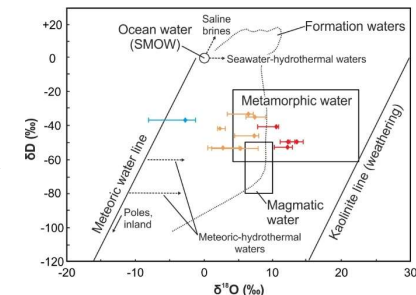 +20
0
-20
-40
-60
-80
-100
-120
δD (‰)
Ocean water
(SMOW)
Saline
brines
Formation waters
Seawater-hydrothermal waters
Metamorphic water
Meteoric water line
Kaolinite line (weathering)
Magmatic
water
Poles,
inland
Meteoric-hydrothermal
waters
-20
-10
0
10
20
30
δ¹⁸O (‰)